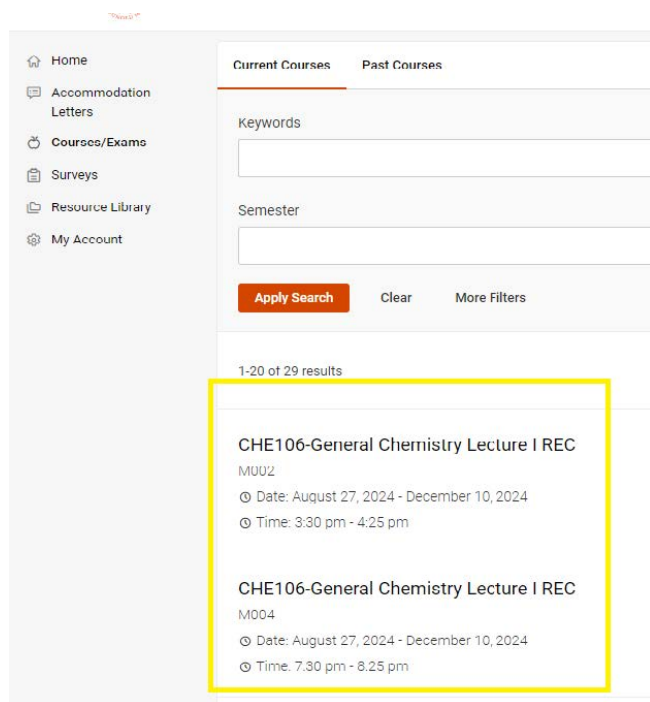 Home
Accommodation
Letters
Courses/Exams
Surveys
Resource Library
My Account
Current Courses Past Courses
Keywords
Semester
Apply Search Clear More Filters
1-20 of 29 results
CHE106-General Chemistry Lecture I REC
M002
Date: August 27, 2024 - December 10, 2024
Time: 3:30 pm - 4:25 pm
CHE106-General Chemistry Lecture I REC
M004
Date: August 27, 2024 - December 10, 2024
Time: 7:30 pm - 8:25 pm